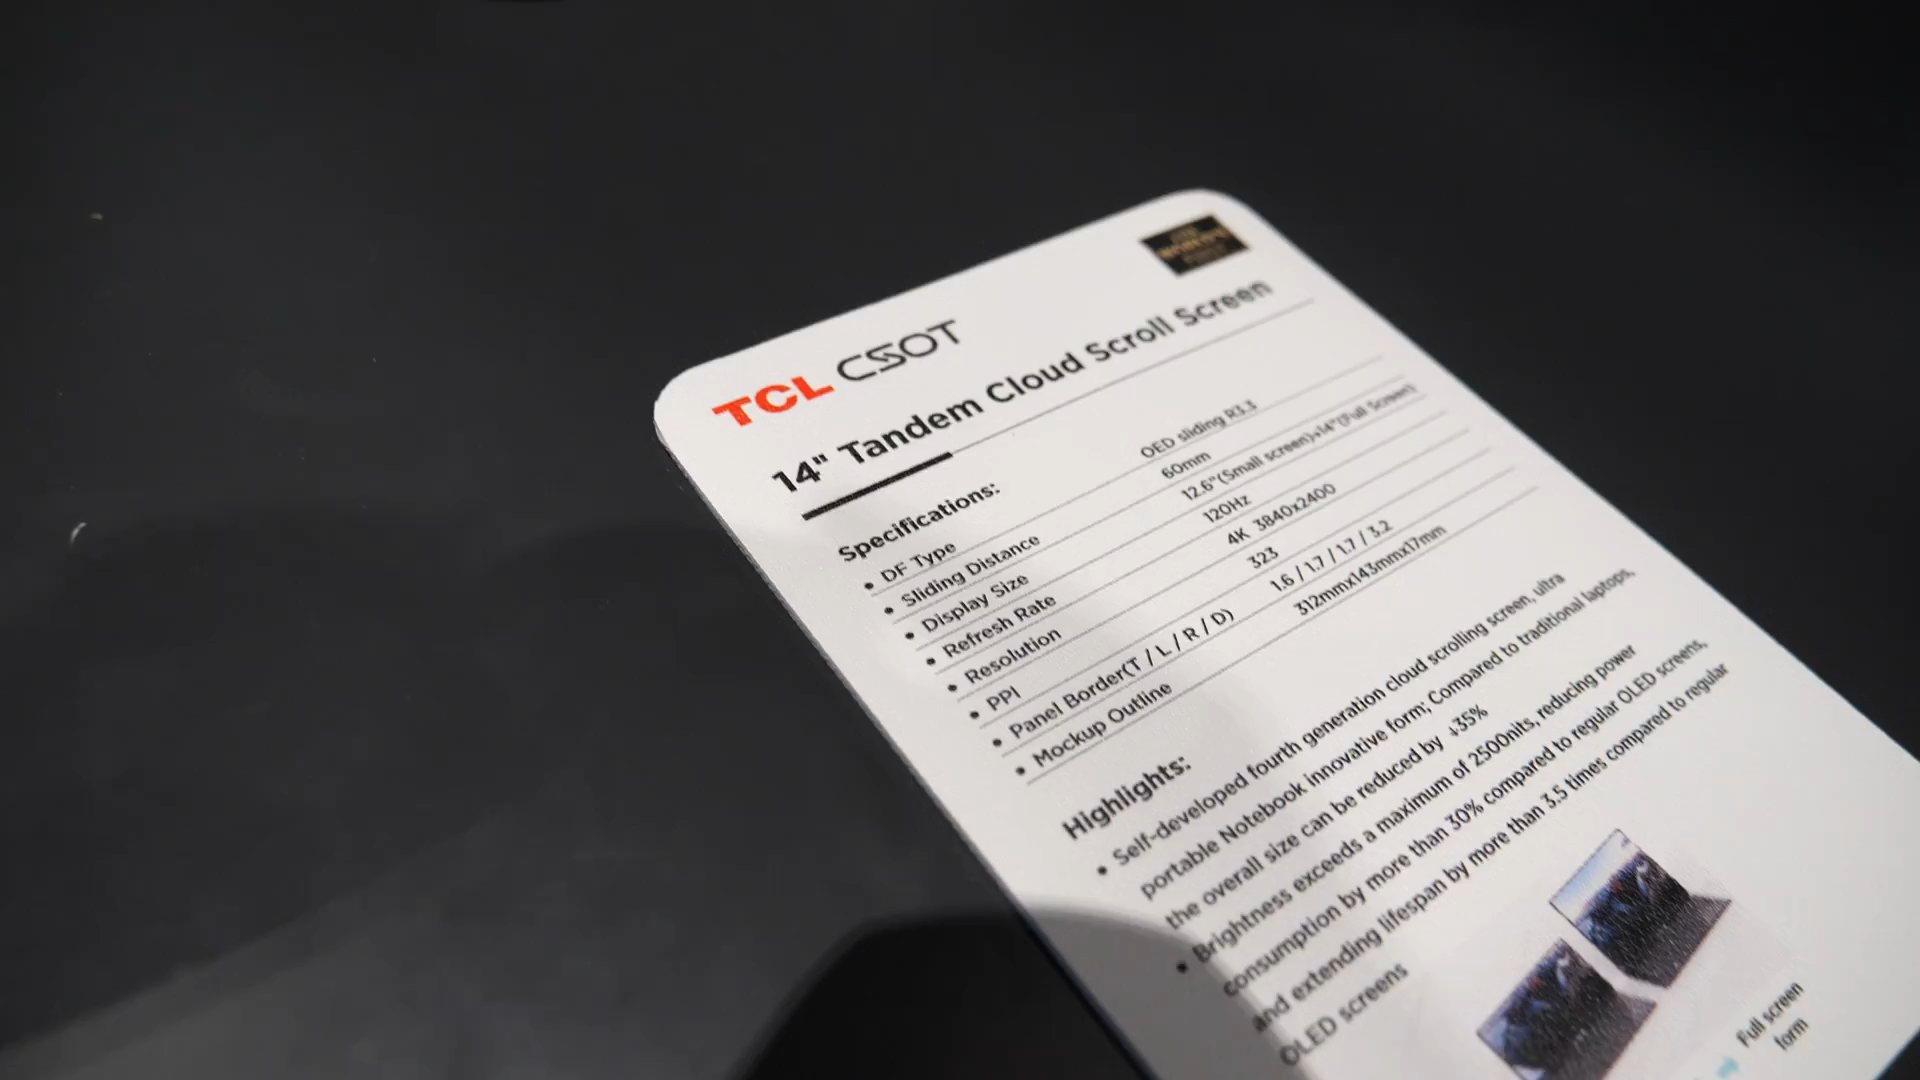 TCL CSOT
14" Tandem Cloud Scroll Screen
Specifications:
• DF Type OED sliding R3.3
• Sliding Distance 60mm
• Display Size 12.6"(Small screen)→14"(Full Screen)
• Refresh Rate 120Hz
• Resolution 4K 3840x2400
• PPI 323
• Panel Border(T / L / R / D) 1.6 / 1.7 / 1.7 / 3.2
• Mockup Outline 312mmx143mmx17mm
Highlights:
• Self-developed fourth generation cloud scrolling screen, ultra
portable Notebook innovative form; Compared to traditional laptops,
the overall size can be reduced by ↓35%
• Brightness exceeds a maximum of 2500nits, reducing power
consumption by more than 30% compared to regular OLED screens,
and extending lifespan by more than 3.5 times compared to regular
OLED screens
Full screen
form